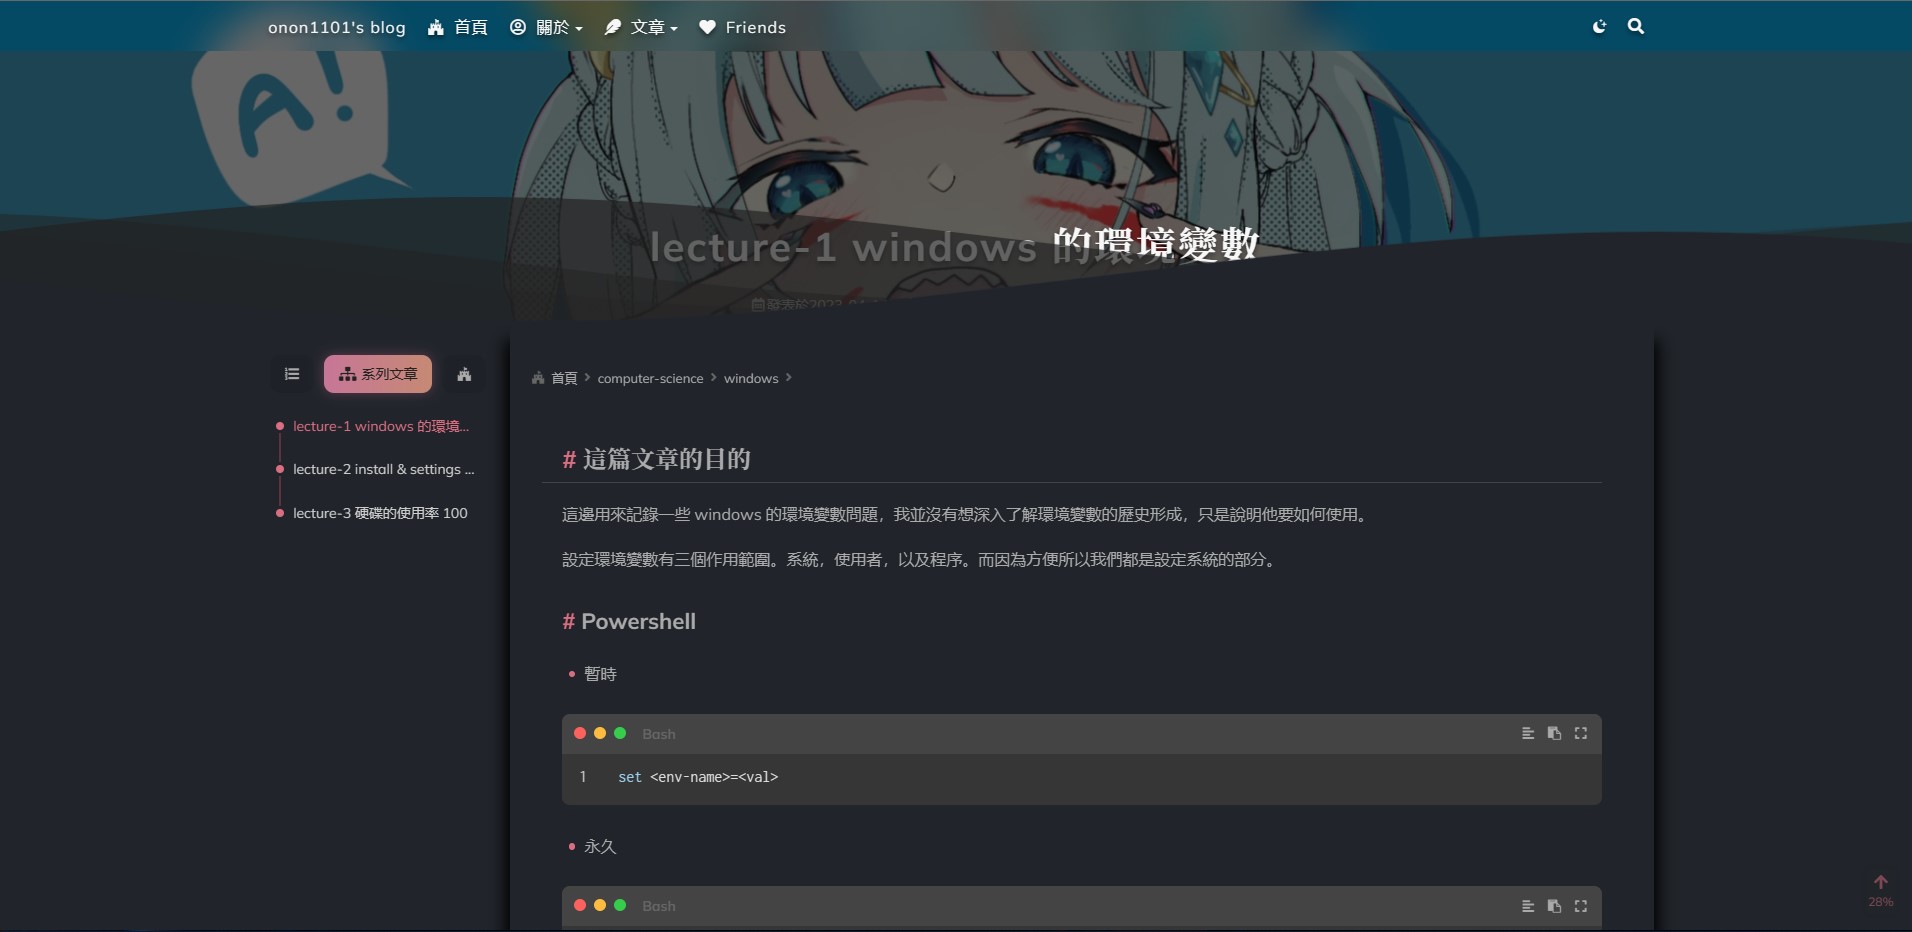 onon1101's blog 首頁 關於 文章 Friends
A!
lecture-1 windows 的環境變數
發表於2023-04
系列文章
首頁 > computer-science > windows >
lecture-1 windows 的環境...
lecture-2 install & settings ...
lecture-3 硬碟的使用率 100
# 這篇文章的目的
這邊用來記錄一些 windows 的環境變數問題，我並沒有想深入了解環境變數的歷史形成，只是說明他要如何使用。
設定環境變數有三個作用範圍。系統，使用者，以及程序。而因為方便所以我們都是設定系統的部分。
# Powershell
暫時
Bash
1 set <env-name>=<val>
永久
Bash
28%